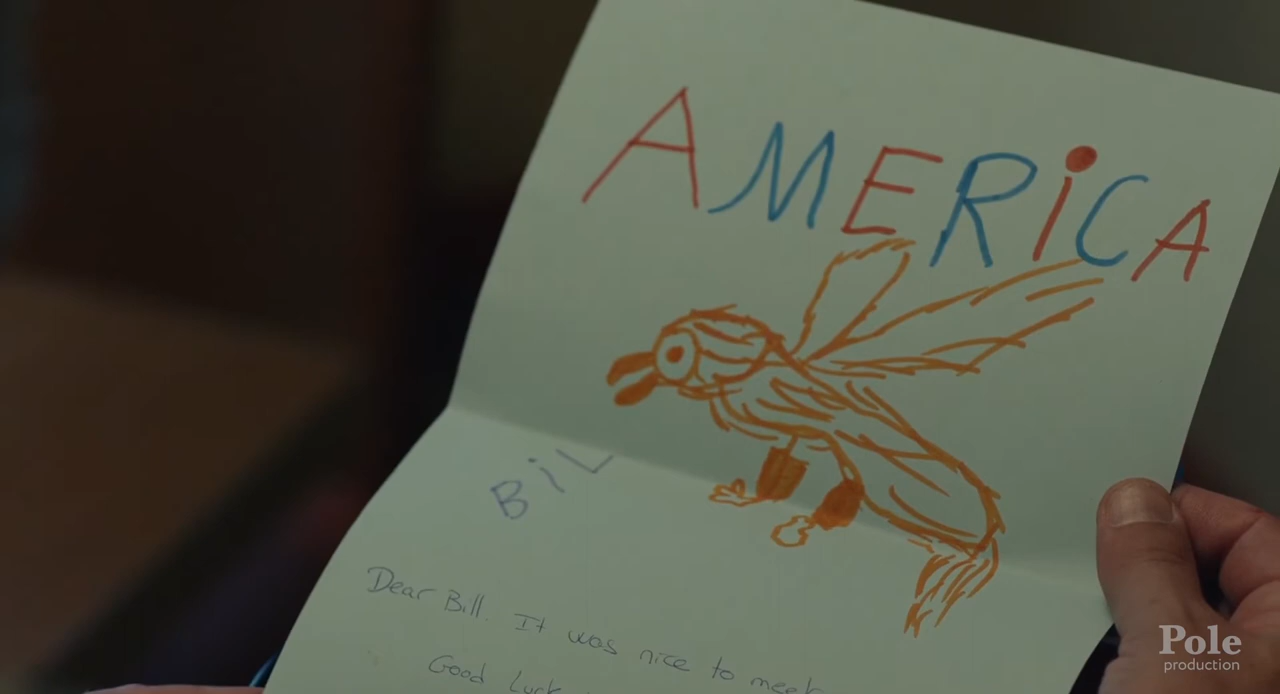 AMERiCA
BiL
Dear Bill. It was nice to meet
Good Luck
Pole
production